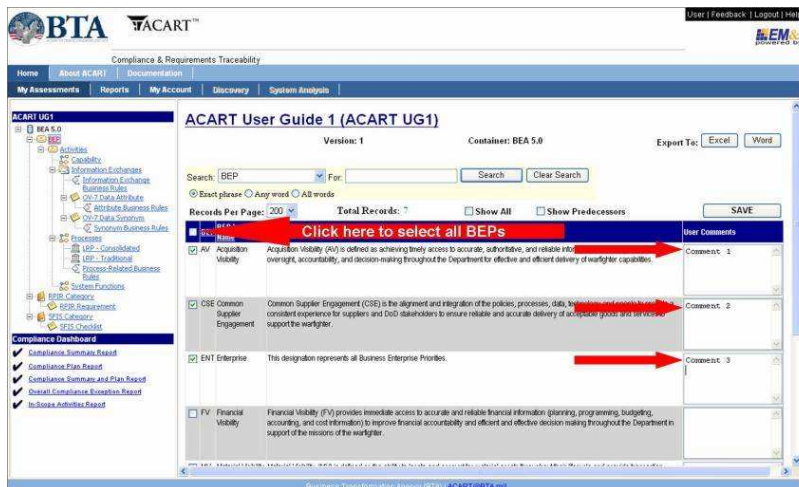 User | Feedback | Logout | Help
BTA
TACART™
EM&
powered by
Compliance & Requirements Traceability
Home About ACART Documentation
My Assessments Reports My Account Discovery System Analysis
ACART UG1
BEA 5.0
BEP
Activities
Capability
Information Exchanges
Information Exchange
Business Rules
OV-7 Data Attribute
Attribute Business Rules
OV-7 Data Synonym
Synonym Business Rules
Processes
LRP - Consolidated
LRP - Traditional
Process-Related Business
Rules
System Functions
RPIR Category
RPIR Requirement
SFIS Category
SFIS Checklist
Compliance Dashboard
Compliance Summary Report
Compliance Plan Report
Compliance Summary and Plan Report
Overall Compliance Exception Report
In-Scope Activities Report
ACART User Guide 1 (ACART UG1)
Version: 1 Container: BEA 5.0 Export To: Excel Word
Search: BEP For: Search Clear Search
Exact phrase Any word All words
Records Per Page: 200 Total Records: 7 Show All Show Predecessors SAVE
Click here to select all BEPs
User Comments
AV Acquisition Visibility
Acquisition Visibility (AV) is defined as achieving timely access to accurate, authoritative, and reliable
oversight, accountability, and decision-making throughout the Department for effective and efficient delivery of warfighter capabilities.
Comment 1
CSE Common Supplier Engagement
Common Supplier Engagement (CSE) is the alignment and integration of the policies, processes, data,
consistent experience for suppliers and DoD stakeholders to ensure reliable and accurate delivery of acceptable goods and services to
support the warfighter.
Comment 2
ENT Enterprise
This designation represents all Business Enterprise Priorities.
Comment 3
FV Financial Visibility
Financial Visibility (FV) provides immediate access to accurate and reliable financial information (planning, programming, budgeting,
accounting, and cost information) to improve financial accountability and efficient and effective decision making throughout the Department in
support of the missions of the warfighter.
Business Transformation Agency (BTA) | ACART@BTA.mil